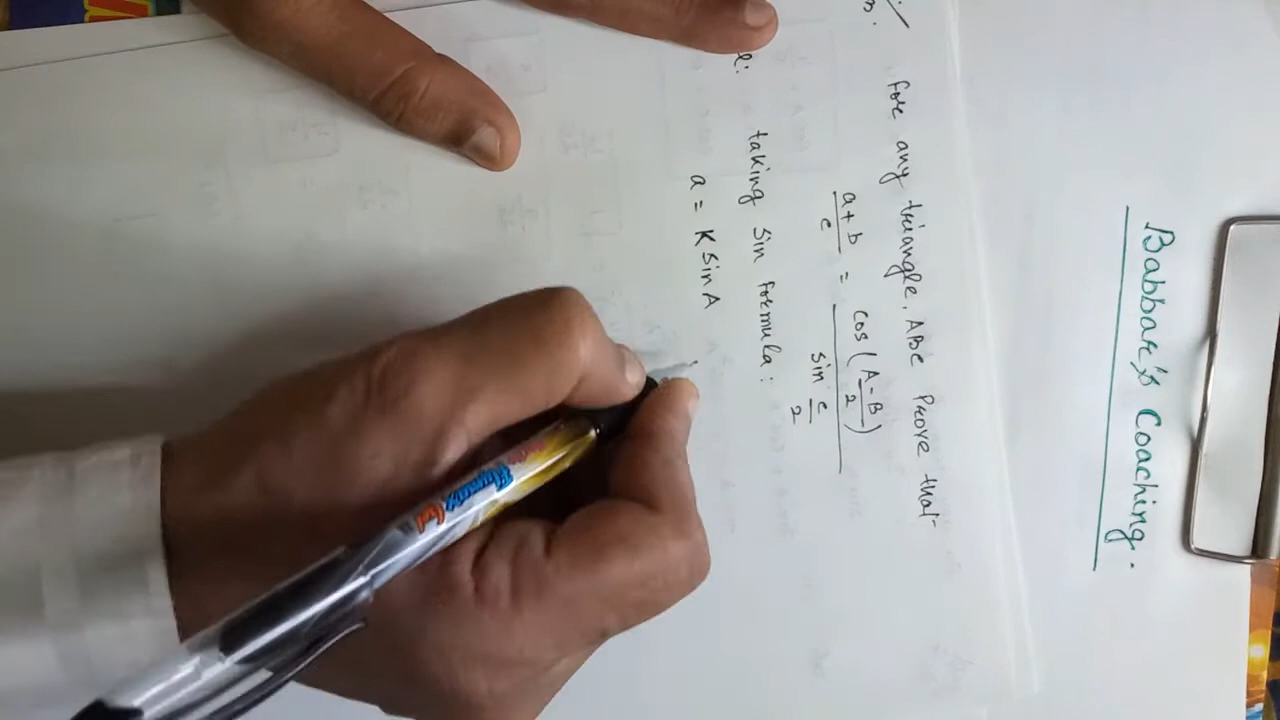 Babbar's Coaching.
For any triangle, ABC Prove that
a + b / c = cos (A - B / 2) / sin c / 2
taking sin formula:
a = K sin A